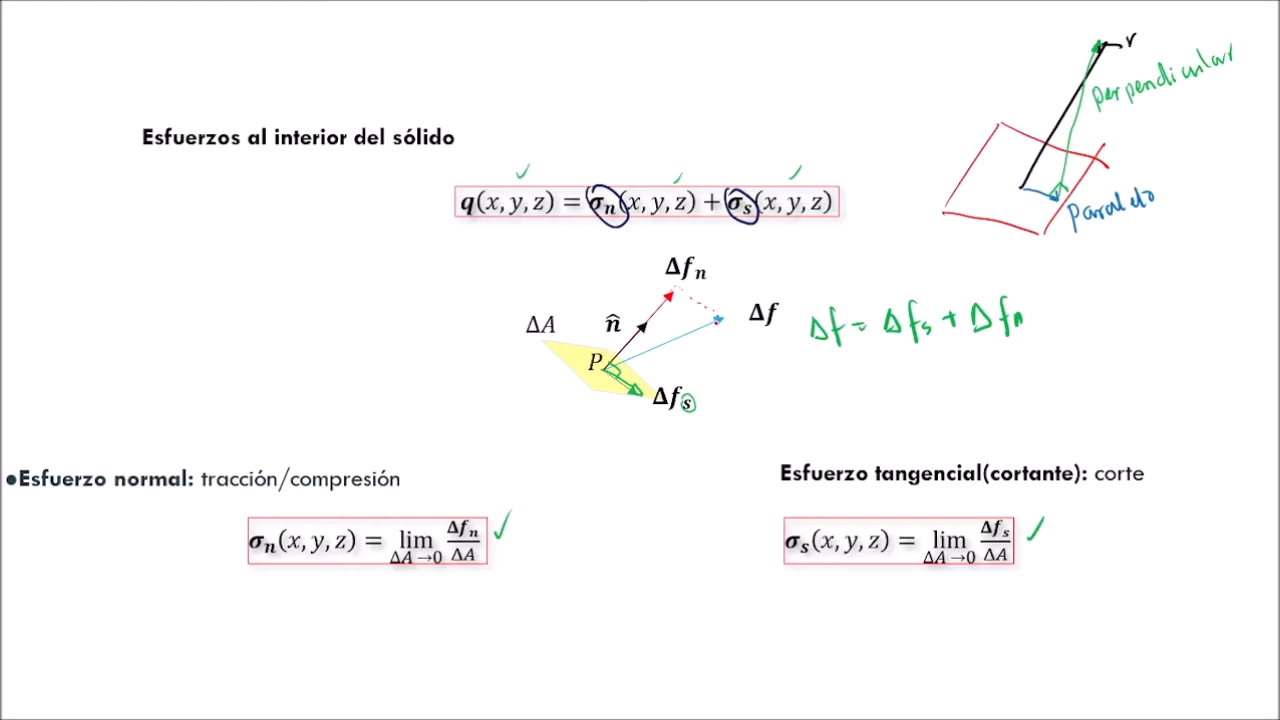 r
perpendicular
Esfuerzos al interior del sólido
q(x, y, z) = σₙ(x, y, z) + σₛ(x, y, z)
paralelo
Δfₙ
ΔA
n̂
Δf
Δf = Δfₛ + Δfₙ
P
Δfₛ
●Esfuerzo normal: tracción/compresión
Esfuerzo tangencial(cortante): corte
σₙ(x, y, z) = lim ΔA→0 Δfₙ/ΔA
σₛ(x, y, z) = lim ΔA→0 Δfₛ/ΔA